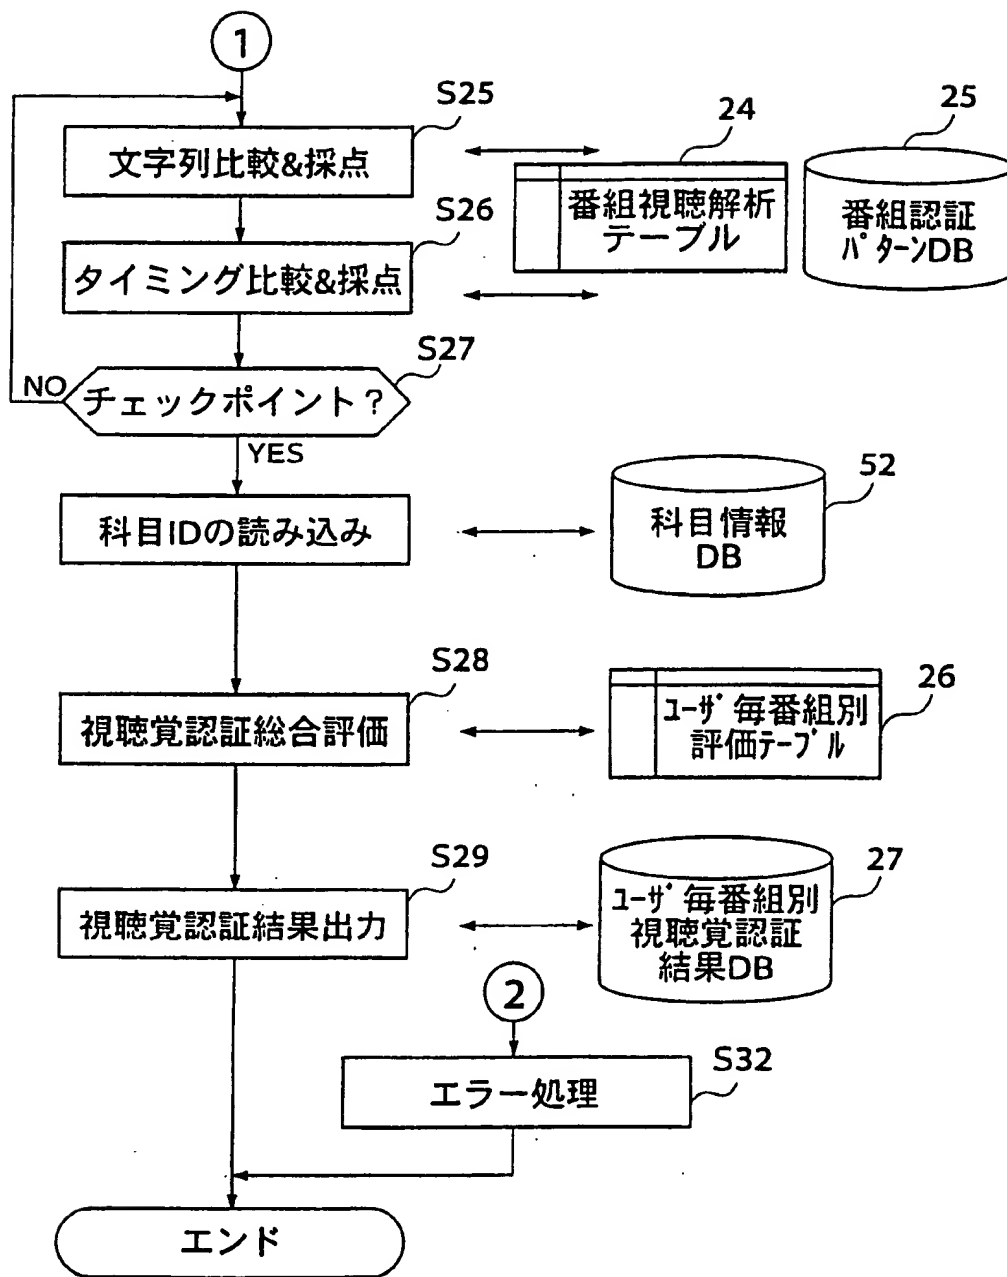 1
S25
文字列比較&採点
24
番組視聴解析
テーブル
25
番組認証
パターンDB
S26
タイミング比較&採点
S27
NO
チェックポイント?
YES
科目IDの読み込み
52
科目情報
DB
S28
視聴覚認証総合評価
26
ユーザ毎番組別
評価テーブル
S29
視聴覚認証結果出力
27
ユーザ毎番組別
視聴覚認証
結果DB
2
S32
エラー処理
エンド